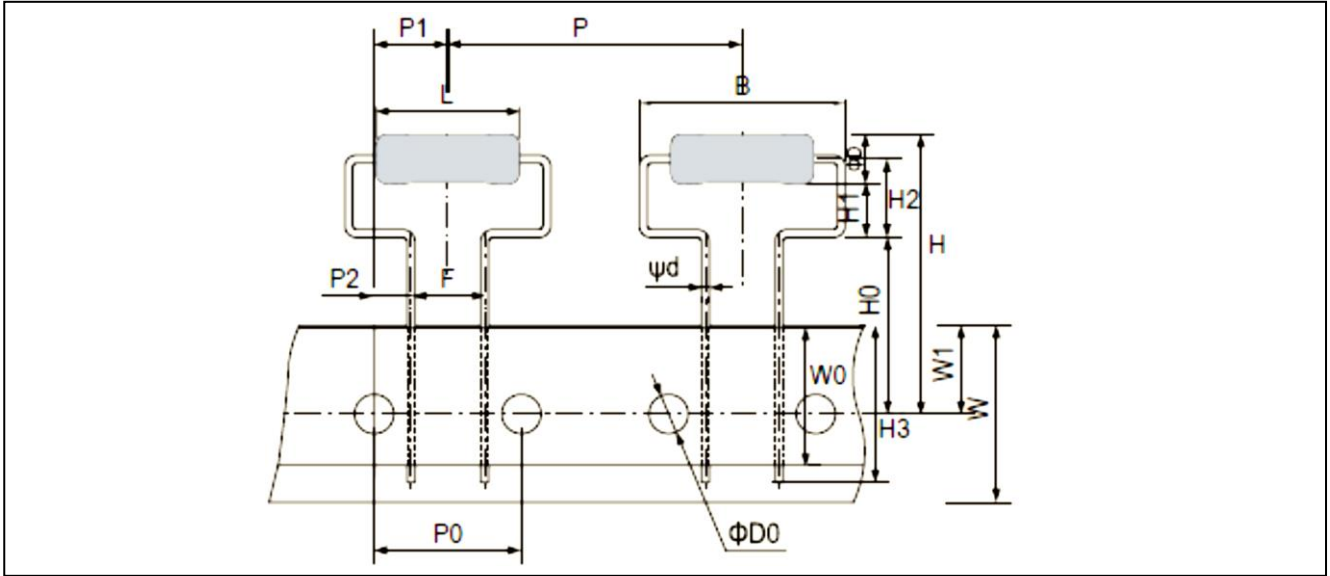 P1 P
L B
ΦD
H1 H2 H
P2 F ψd
H0
W0 W1
W
H3
P0 ΦD0